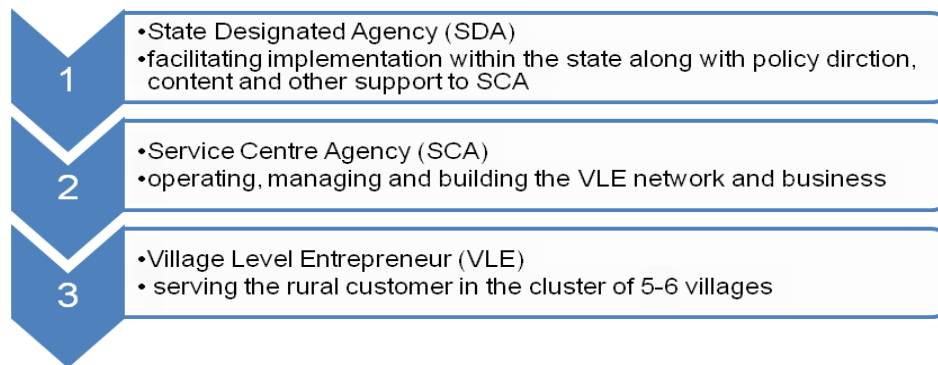 1
•State Designated Agency (SDA)
•facilitating implementation within the state along with policy dirction,
content and other support to SCA
2
•Service Centre Agency (SCA)
•operating, managing and building the VLE network and business
3
•Village Level Entrepreneur (VLE)
• serving the rural customer in the cluster of 5-6 villages